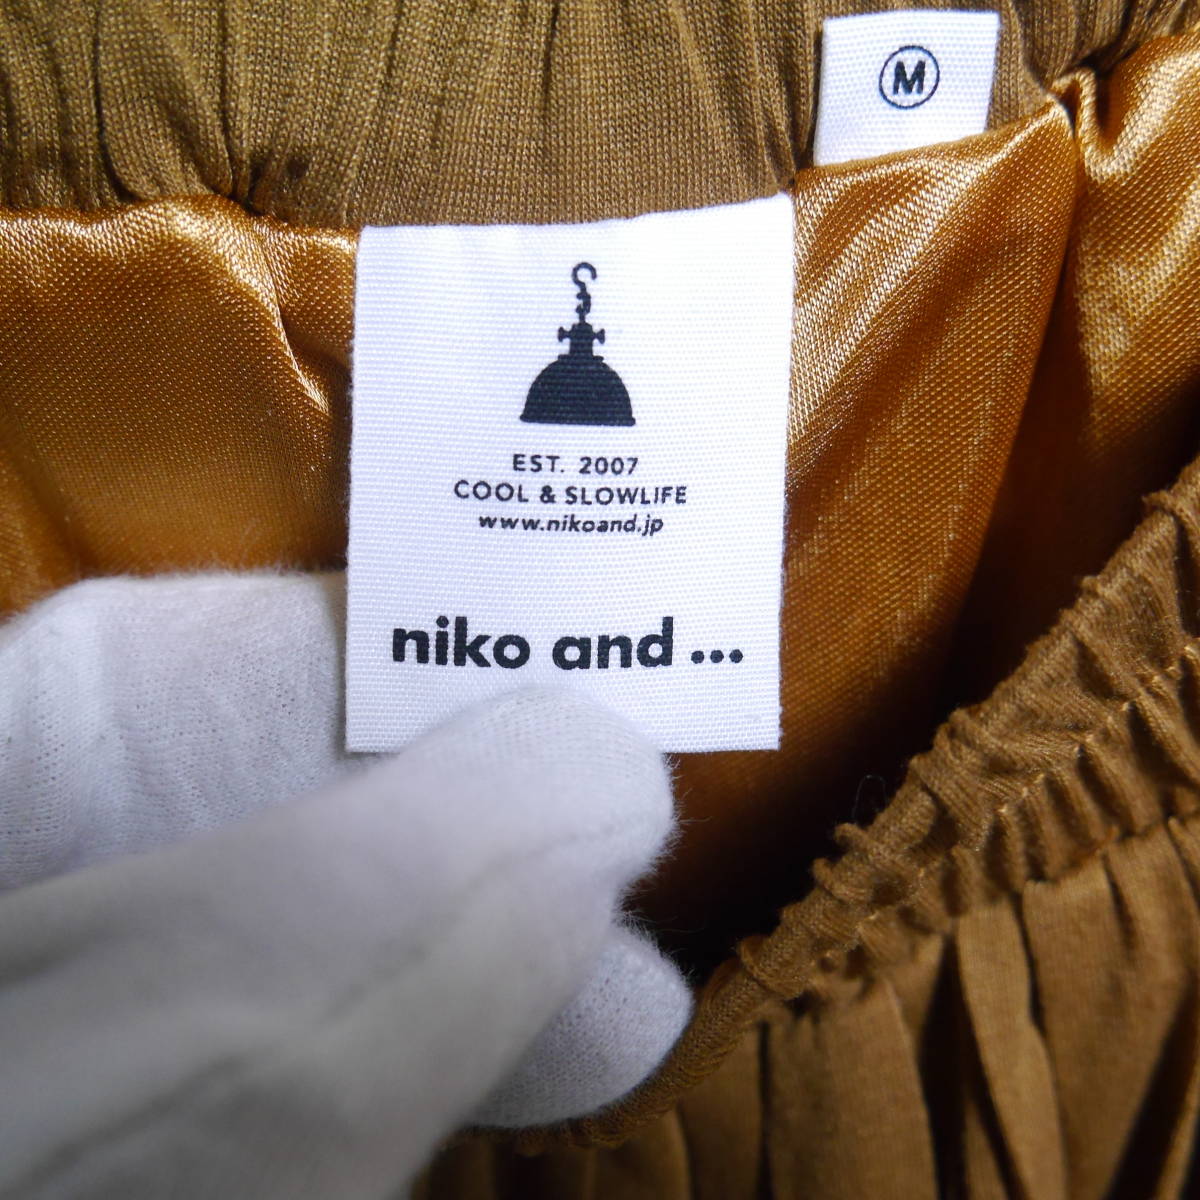 M
EST. 2007
COOL & SLOWLIFE
www.nikoand.jp
niko and ...